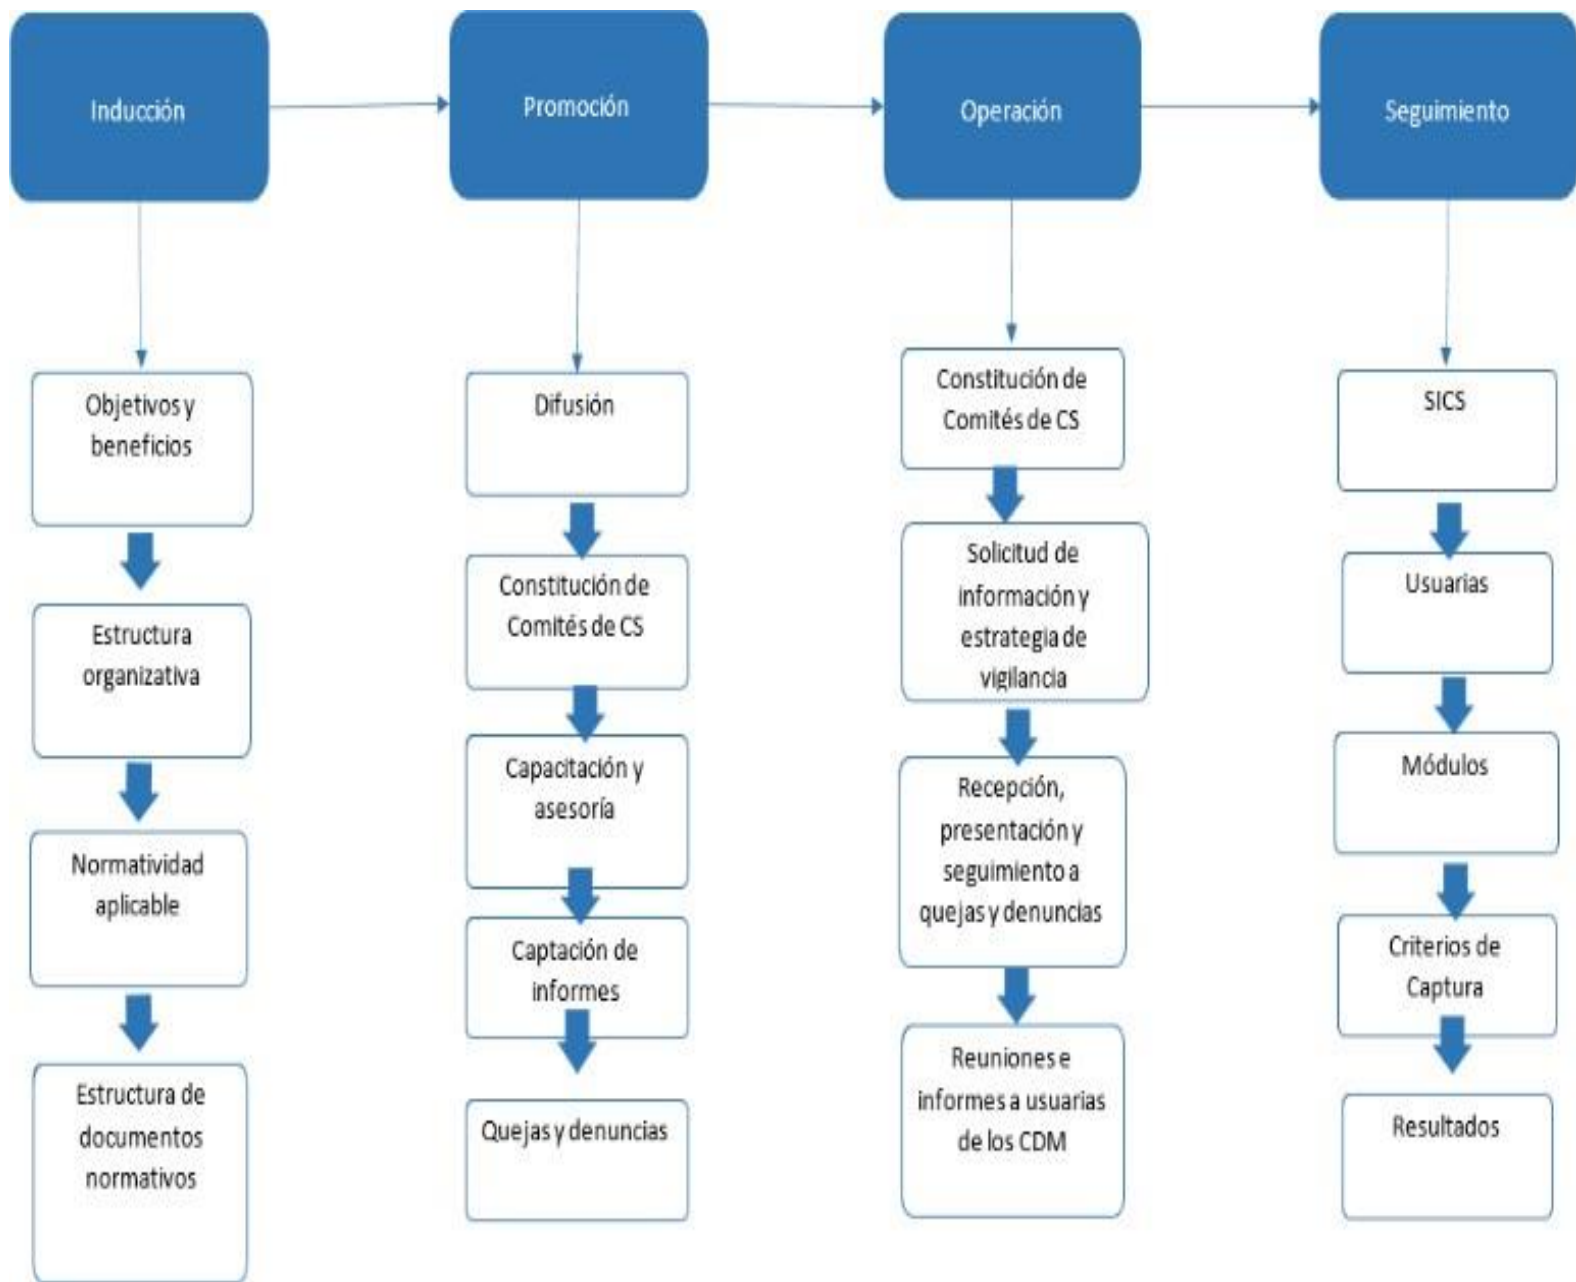 Inducción
Promoción
Operación
Seguimiento
Objetivos y
beneficios
Estructura
organizativa
Normatividad
aplicable
Estructura de
documentos
normativos
Difusión
Constitución de
Comités de CS
Capacitación y
asesoría
Captación de
informes
Quejas y denuncias
Constitución de
Comités de CS
Solicitud de
información y
estrategia de
vigilancia
Recepción,
presentación y
seguimiento a
quejas y denuncias
Reuniones e
informes a usuarias
de los CDM
SICS
Usuarias
Módulos
Criterios de
Captura
Resultados